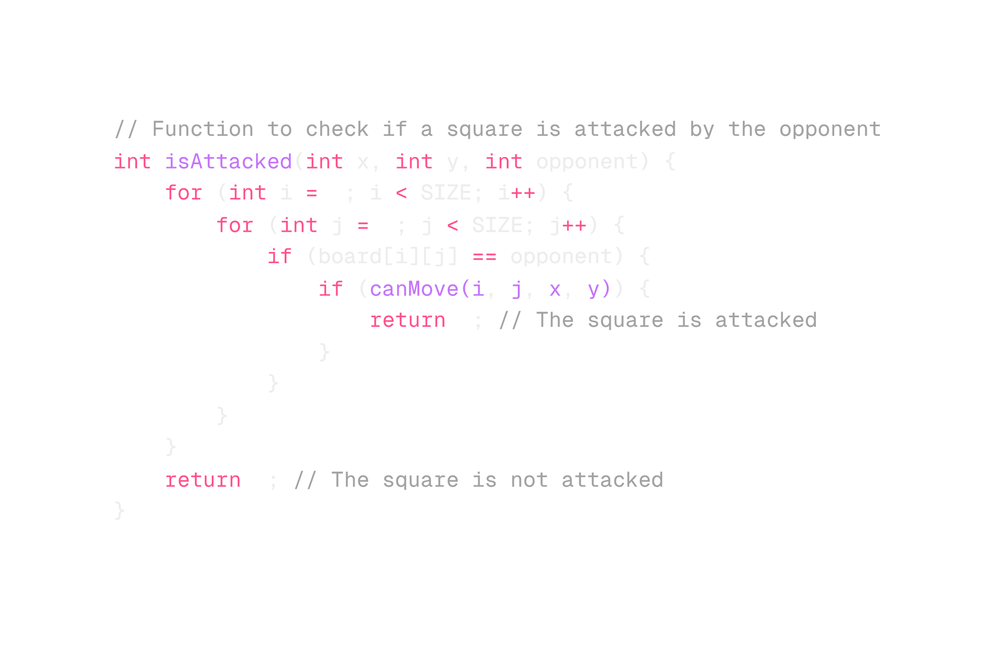 // Function to check if a square is attacked by the opponent
int isAttacked(int x, int y, int opponent) {
    for (int i =  ; i < SIZE; i++) {
        for (int j =  ; j < SIZE; j++) {
            if (board[i][j] == opponent) {
                if (canMove(i, j, x, y)) {
                    return  ; // The square is attacked
                }
            }
        }
    }
    return  ; // The square is not attacked
}